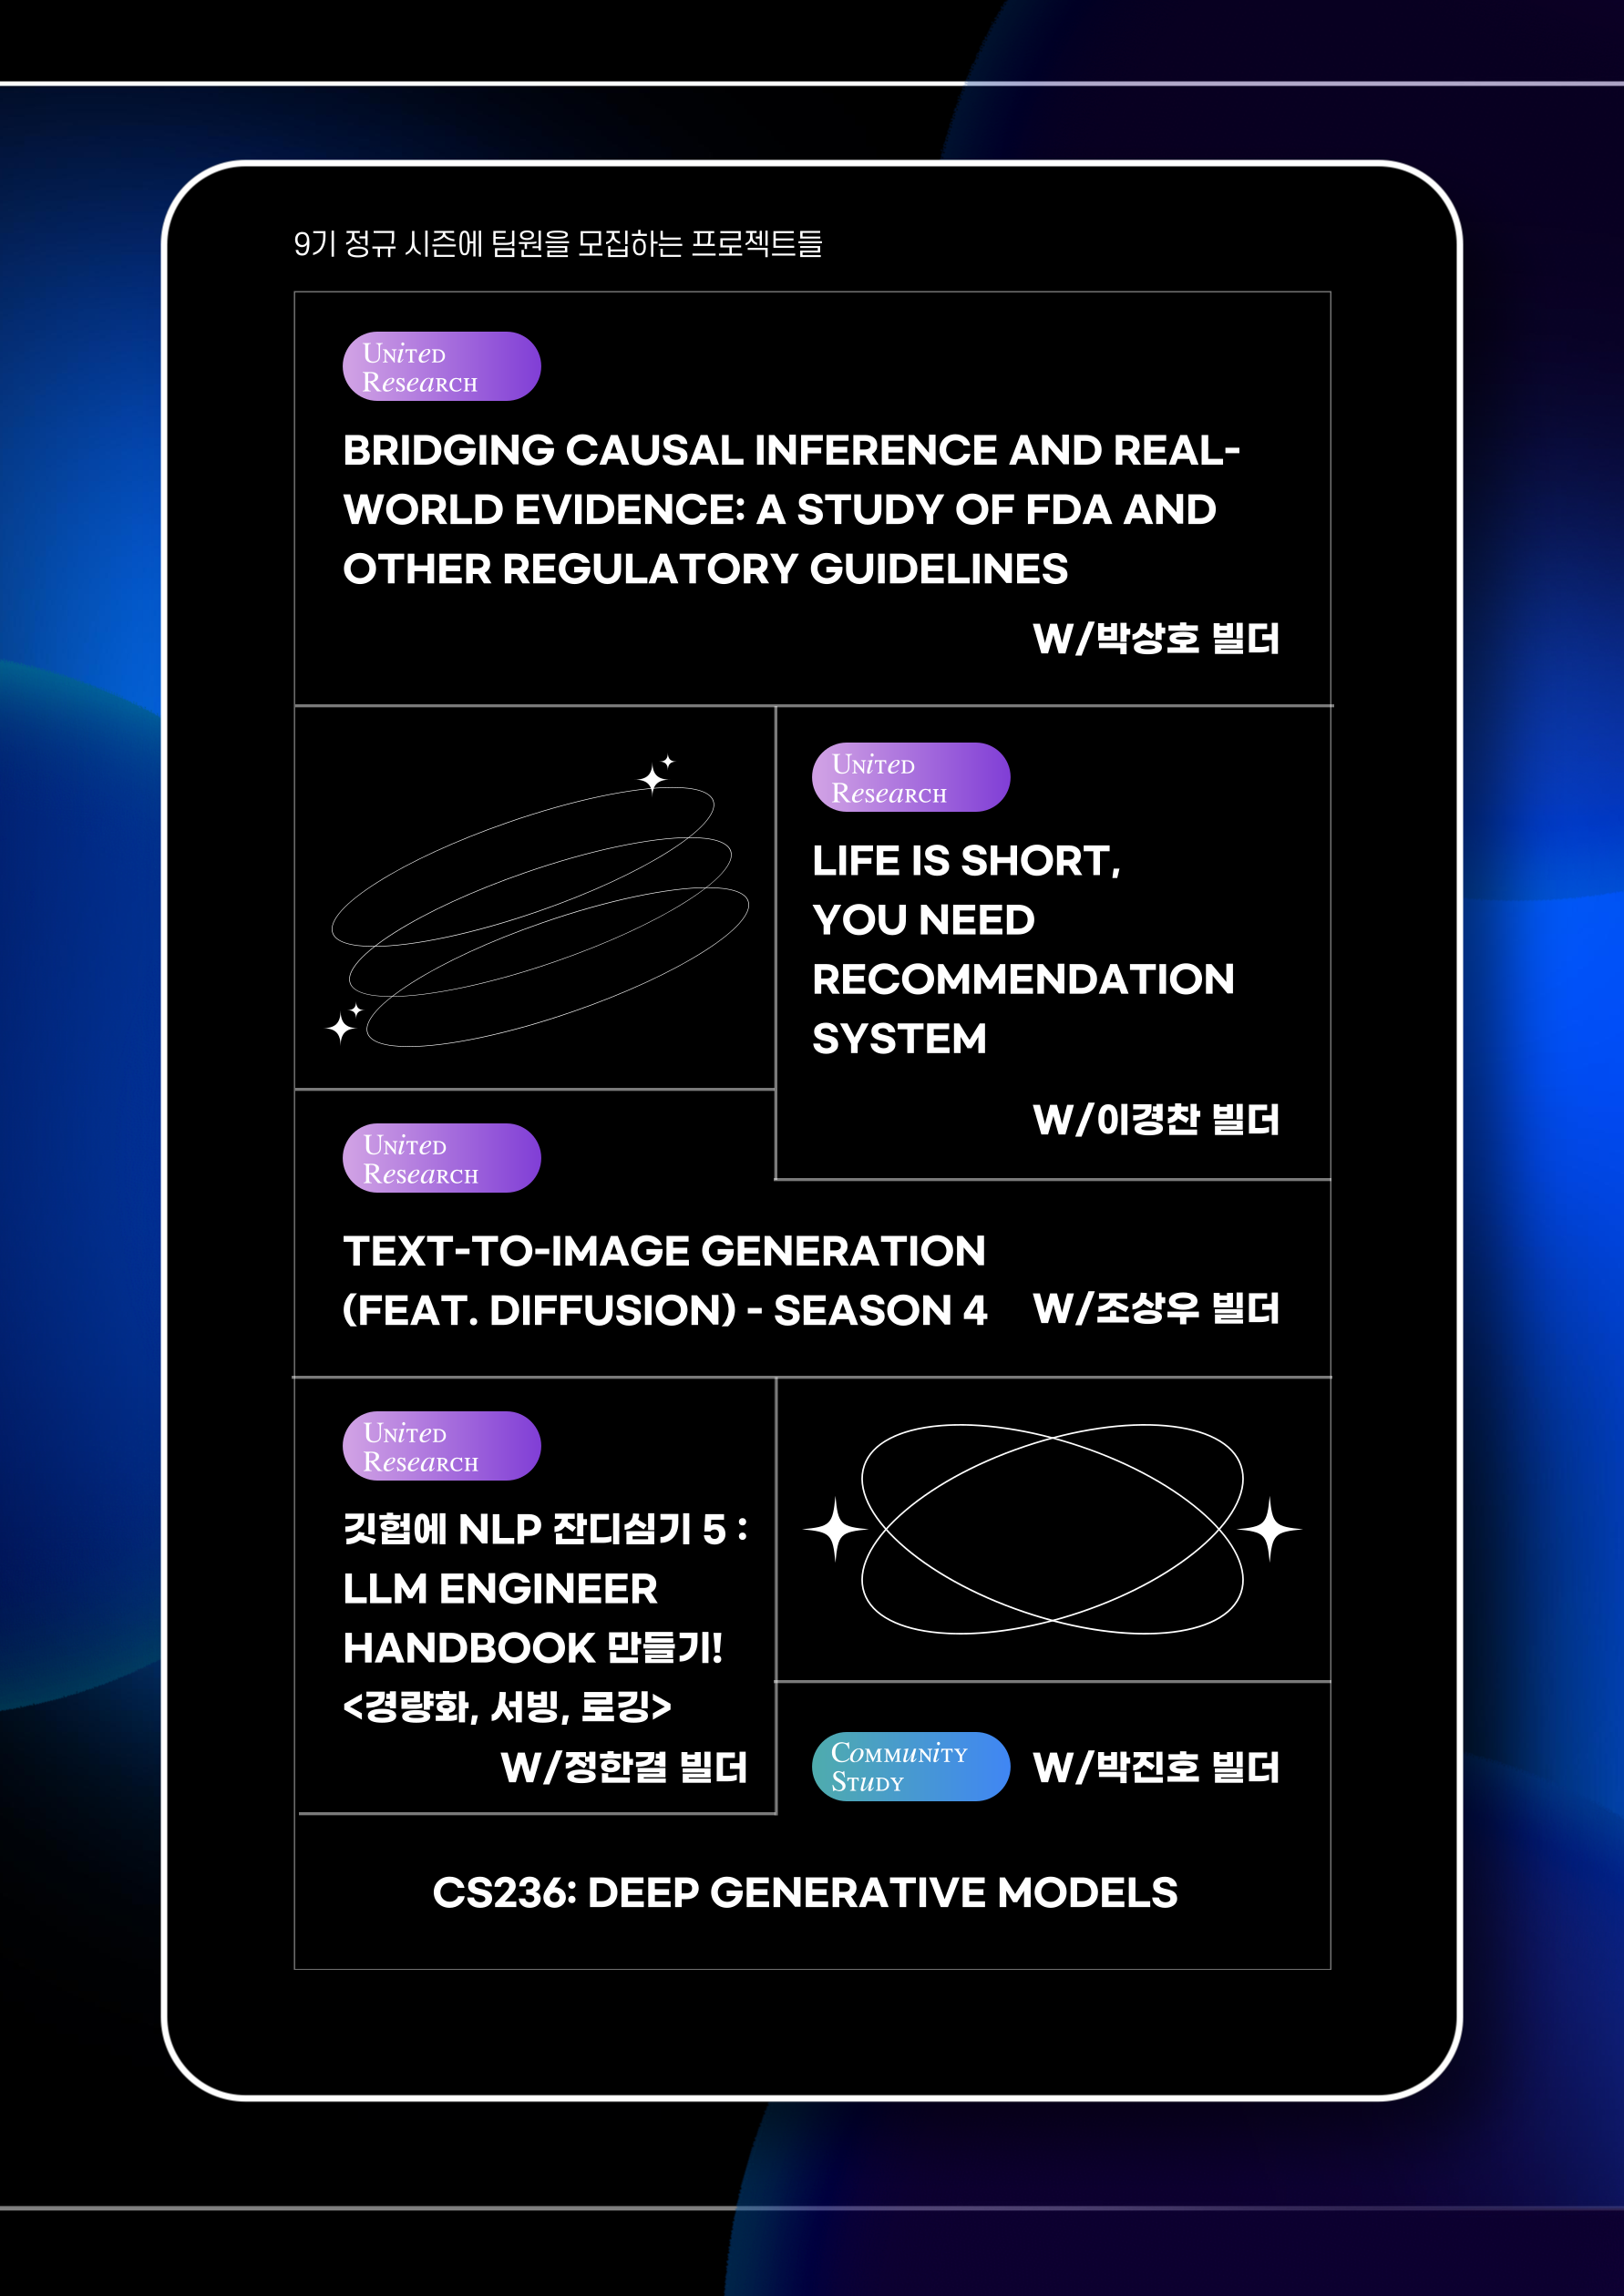 9기 정규 시즌에 팀원을 모집하는 프로젝트들
United
Research
BRIDGING CAUSAL INFERENCE AND REAL-
WORLD EVIDENCE: A STUDY OF FDA AND
OTHER REGULATORY GUIDELINES
W/박상호 빌더
United
Research
LIFE IS SHORT,
YOU NEED
RECOMMENDATION
SYSTEM
W/이경찬 빌더
United
Research
TEXT-TO-IMAGE GENERATION
(FEAT. DIFFUSION) - SEASON 4
W/조상우 빌더
United
Research
깃헙에 NLP 잔디심기 5 :
LLM ENGINEER
HANDBOOK 만들기!
<경량화, 서빙, 로깅>
W/정한결 빌더
Community
Study
W/박진호 빌더
CS236: DEEP GENERATIVE MODELS